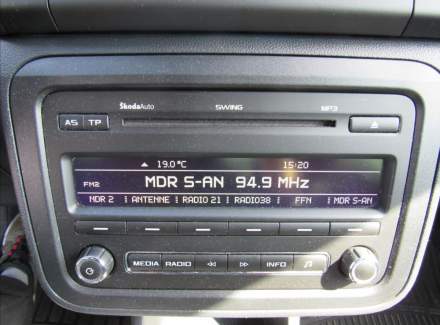 ŠkodaAuto SWING MP3
AS TP
19.0°C 15:20
FM2 MDR S-AN 94.9 MHz
NDR 2 ANTENNE RADIO 21 RADIO38 FFN MDR S-AN
MEDIA RADIO INFO